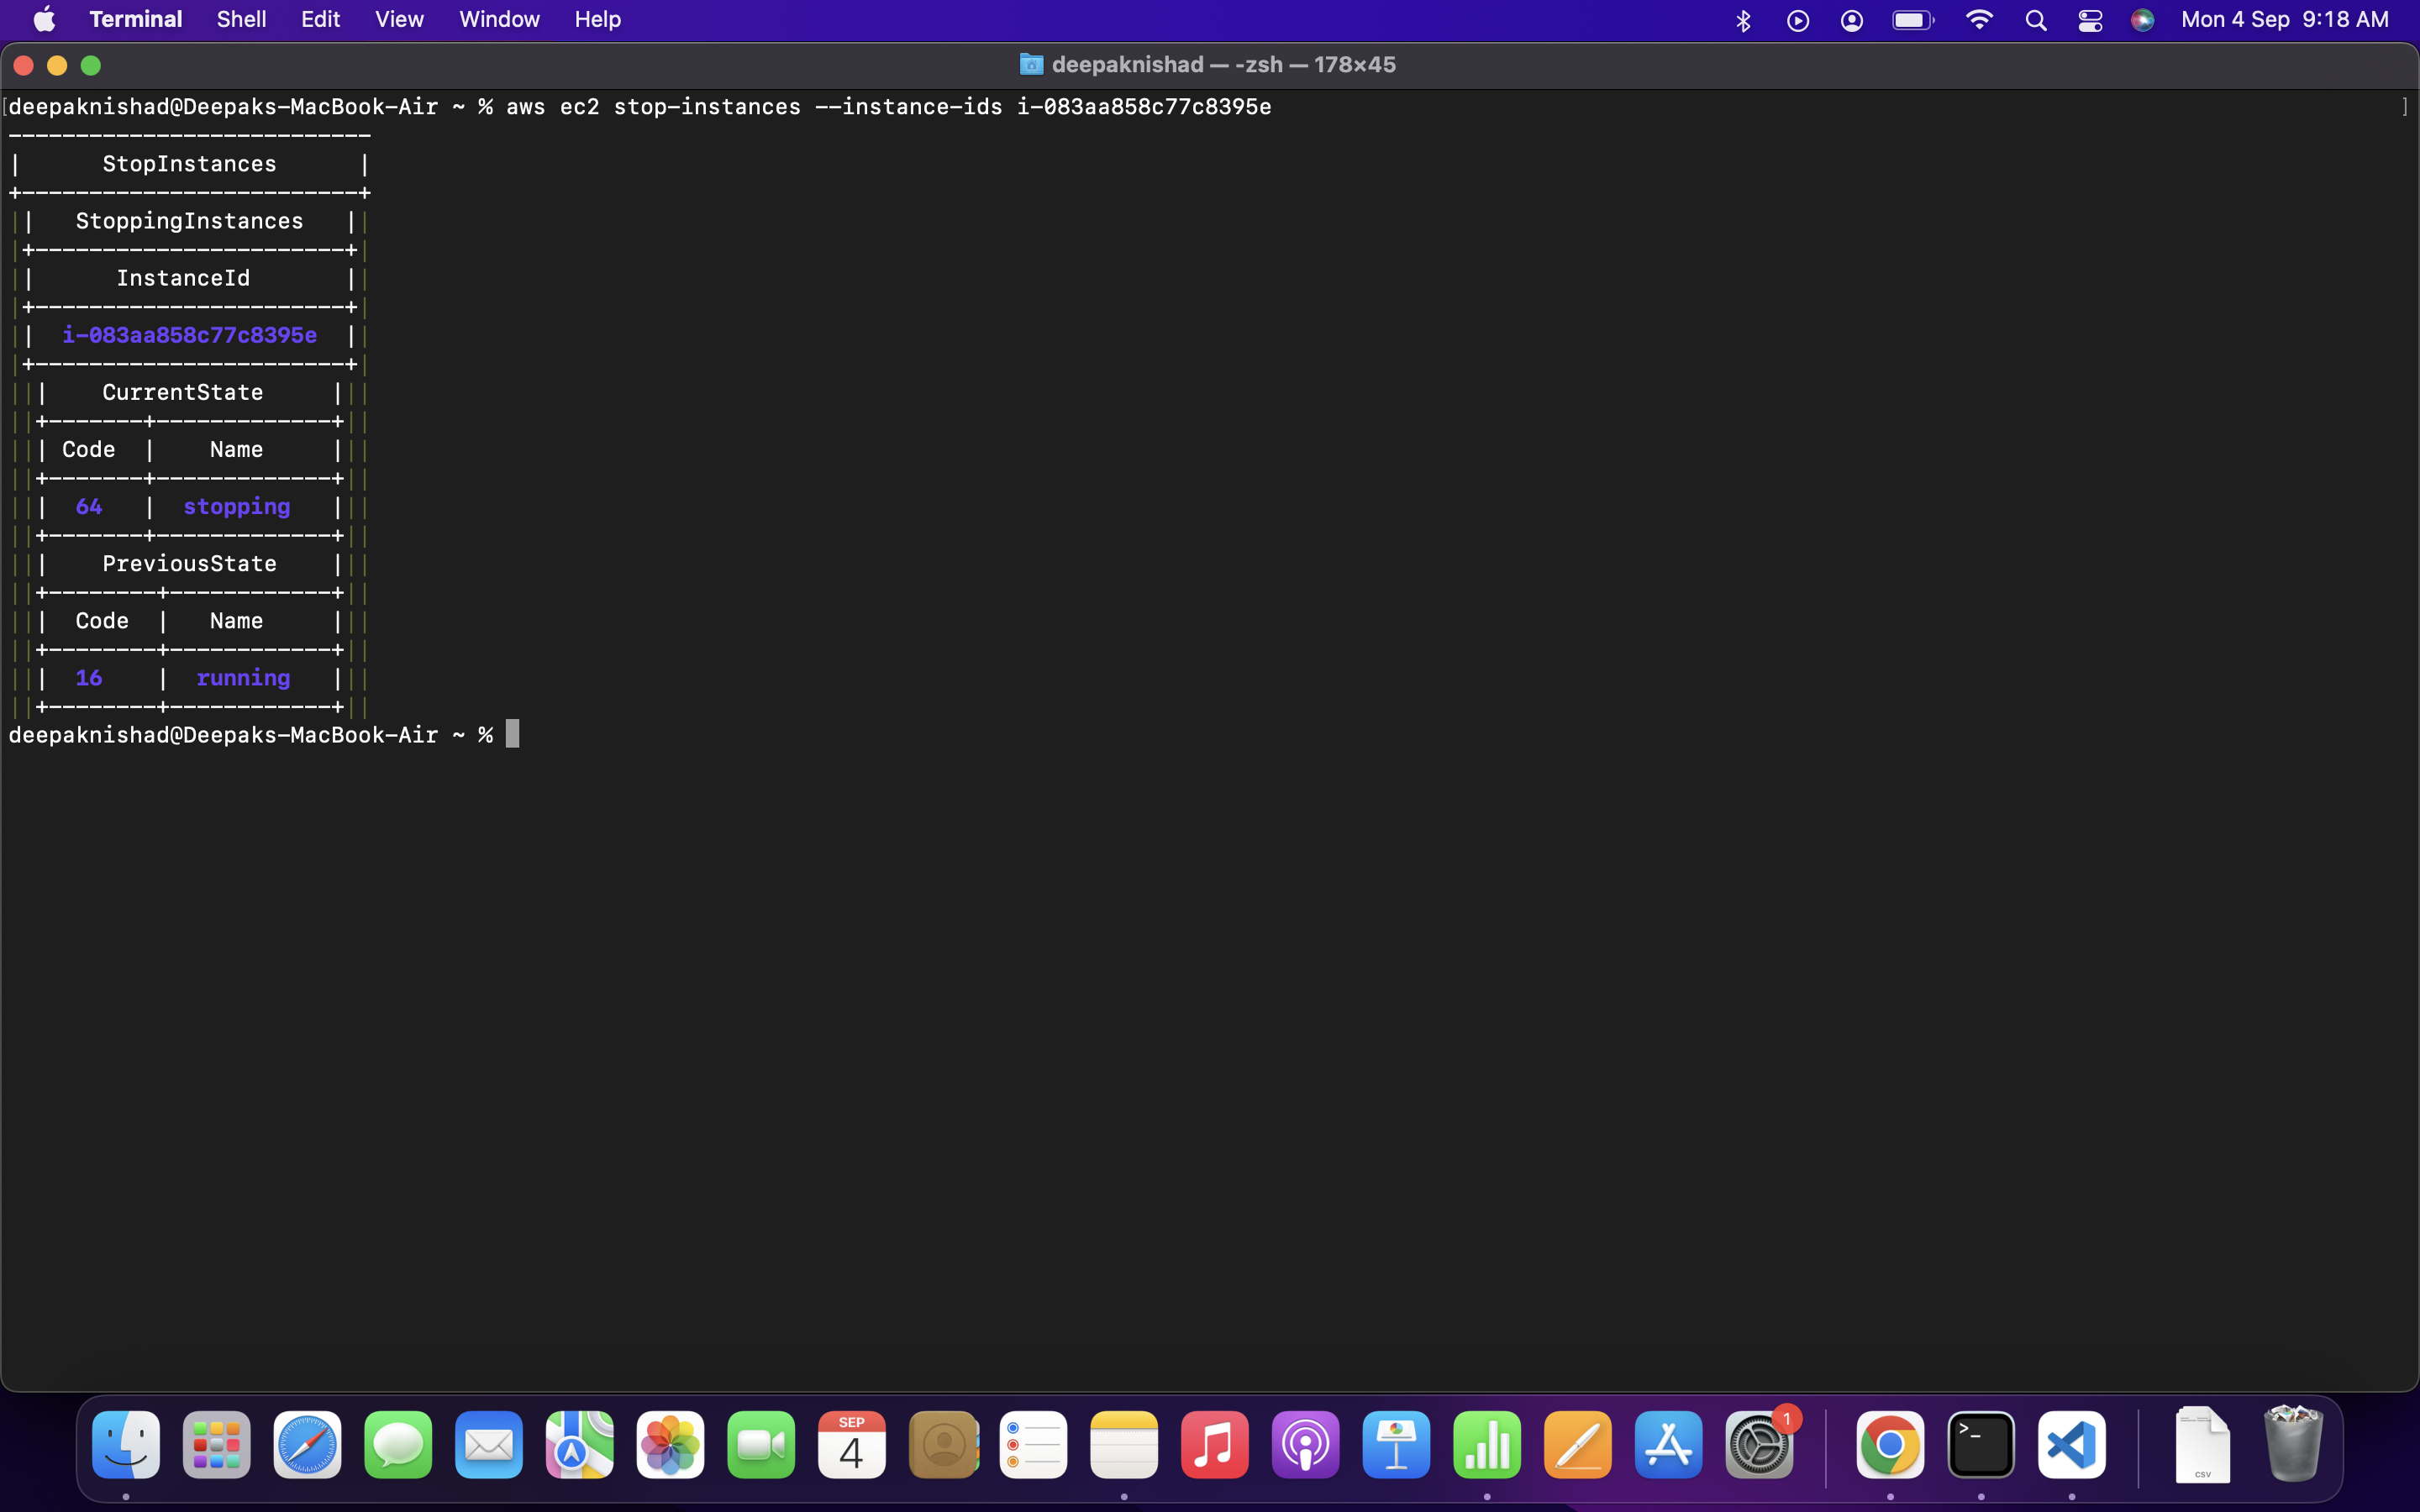 Terminal Shell Edit View Window Help Mon 4 Sep 9:18 AM
deepaknishad — -zsh — 178×45
[deepaknishad@Deepaks-MacBook-Air ~ % aws ec2 stop-instances --instance-ids i-083aa858c77c8395e ]
---------------------------
|      StopInstances      |
+-------------------------+
||   StoppingInstances   ||
|+-----------------------+|
||      InstanceId       ||
|+-----------------------+|
||  i-083aa858c77c8395e  ||
|+-----------------------+|
|||    CurrentState     |||
||+-------+-------------+||
||| Code  |    Name     |||
||+-------+-------------+||
|||  64   |  stopping   |||
||+-------+-------------+||
|||    PreviousState    |||
||+--------+------------+||
|||  Code  |   Name     |||
||+--------+------------+||
|||  16    |  running   |||
||+--------+------------+||
deepaknishad@Deepaks-MacBook-Air ~ %
SEP
4
1
>_
CSV